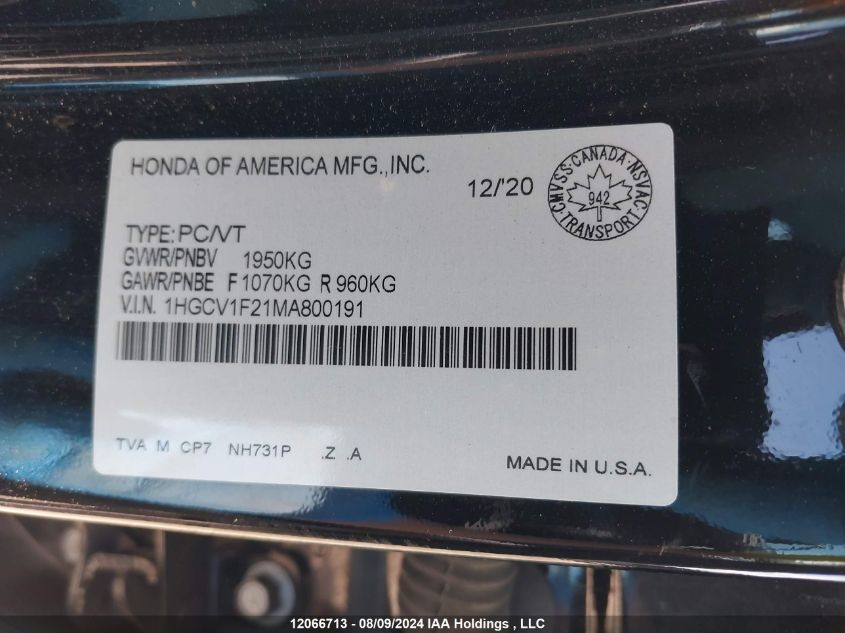 HONDA OF AMERICA MFG.,INC.
12/'20
CMVSS·CANADA·NSVAC
942
·TRANSPORT·
TYPE: PC/VT
GVWR/PNBV 1950KG
GAWR/PNBE F 1070KG R 960KG
V.I.N. 1HGCV1F21MA800191
TVA M CP7 NH731P .Z .A
MADE IN U.S.A.
12066713 - 08/09/2024 IAA Holdings , LLC